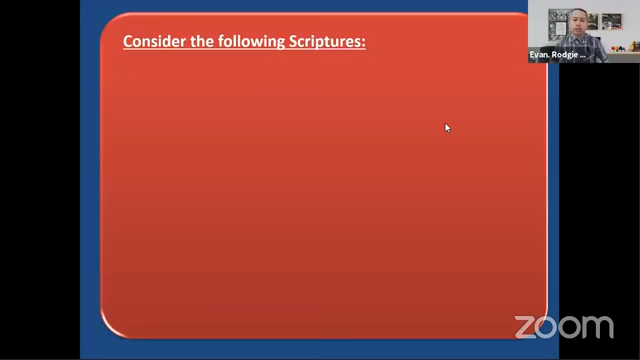 Consider the following Scriptures:
Evan. Rodgie ...
zoom